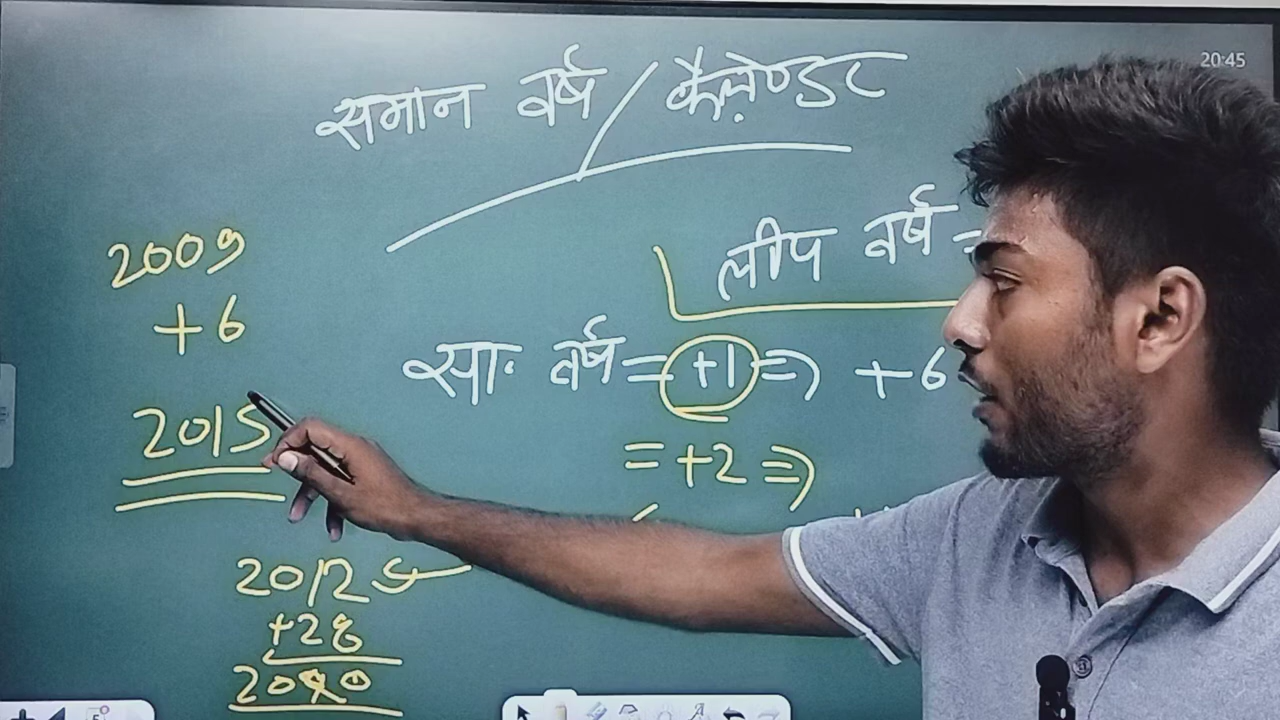 20:45
समान वर्ष / कैलेण्डर
लीप वर्ष =
सा॰ वर्ष = +1 => +6
= +2 =>
2009
+6
2015
2012
+28
2040